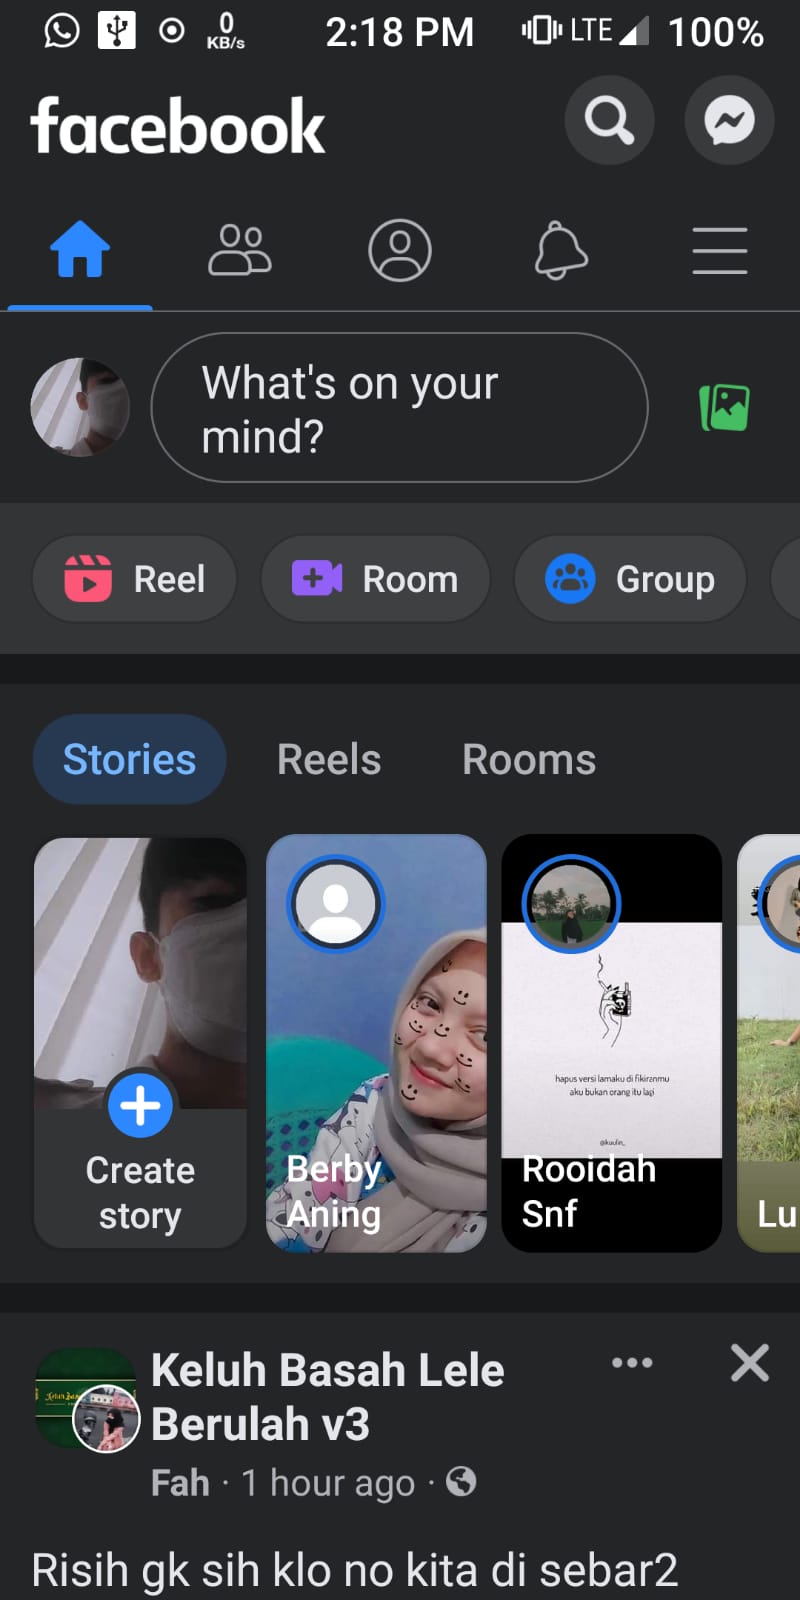 0
KB/s
2:18 PM
LTE
100%
facebook
What's on your
mind?
Reel
Room
Group
Stories
Reels
Rooms
Create
story
Berby
Aning
hapus versi lamaku di fikiranmu
aku bukan orang itu lagi
@kuulin_
Rooidah
Snf
Lu
Keluh Basah Lele
Berulah v3
Fah · 1 hour ago ·
Risih gk sih klo no kita di sebar2